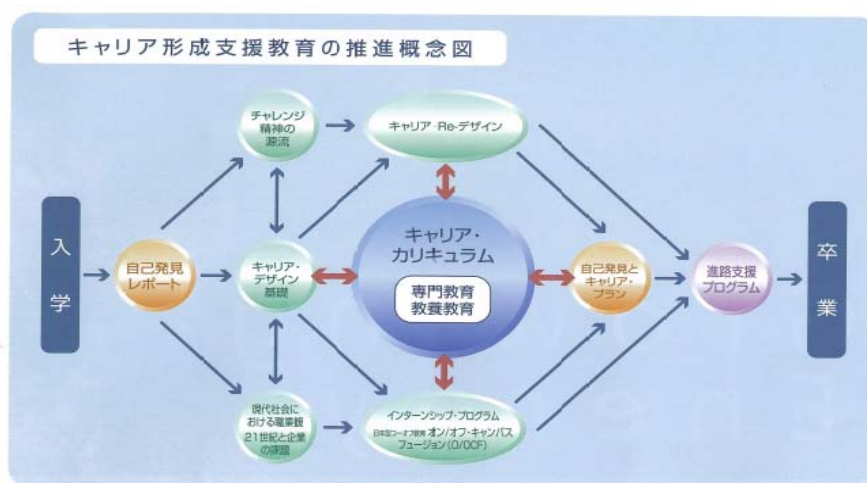 キャリア形成支援教育の推進概念図
チャレンジ
精神の
源流
キャリア・Re-デザイン
入学
自己発見
レポート
キャリア・
デザイン
基礎
キャリア・
カリキュラム
専門教育
教養教育
自己発見と
キャリア・
プラン
進路支援
プログラム
卒業
現代社会に
おける職業観
21世紀と企業
の課題
インターンシップ・プログラム
日本型コーオプ教育 オン/オフ・キャンパス
フュージョン(O/OCF)